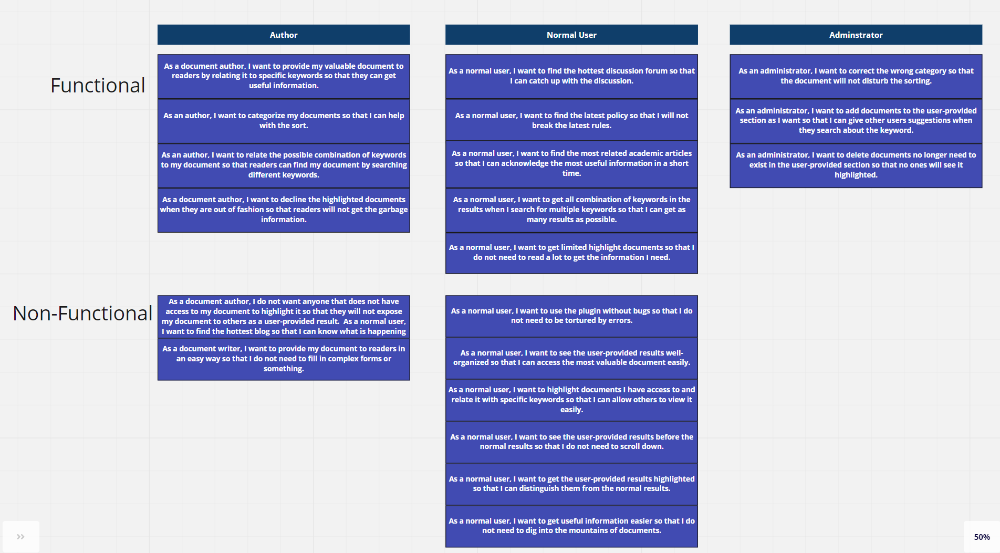 Author
Normal User
Adminstrator
Functional
As a document author, I want to provide my valuable document to
readers by relating it to specific keywords so that they can get
useful information.
As an author, I want to categorize my documents so that I can help
with the sort.
As an author, I want to relate the possible combination of keywords
to my document so that readers can find my document by searching
different keywords.
As a document author, I want to decline the highlighted documents
when they are out of fashion so that readers will not get the garbage
information.
As a normal user, I want to find the hottest discussion forum so that
I can catch up with the discussion.
As a normal user, I want to find the latest policy so that I will not
break the latest rules.
As a normal user, I want to find the most related academic articles
so that I can acknowledge the most useful information in a short
time.
As a normal user, I want to get all combination of keywords in the
results when I search for multiple keywords so that I can get as
many results as possible.
As a normal user, I want to get limited highlight documents so that I
do not need to read a lot to get the information I need.
As an administrator, I want to correct the wrong category so that
the document will not disturb the sorting.
As an administrator, I want to add documents to the user-provided
section as I want so that I can give other users suggestions when
they search about the keyword.
As an administrator, I want to delete documents no longer need to
exist in the user-provided section so that no ones will see it
highlighted.
Non-Functional
As a document author, I do not want anyone that does not have
access to my document to highlight it so that they will not expose
my document to others as a user-provided result. As a normal user,
I want to find the hottest blog so that I can know what is happening
As a document writer, I want to provide my document to readers in
an easy way so that I do not need to fill in complex forms or
something.
As a normal user, I want to use the plugin without bugs so that I do
not need to be tortured by errors.
As a normal user, I want to see the user-provided results well-
organized so that I can access the most valuable document easily.
As a normal user, I want to highlight documents I have access to and
relate it with specific keywords so that I can allow others to view it
easily.
As a normal user, I want to see the user-provided results before the
normal results so that I do not need to scroll down.
As a normal user, I want to get the user-provided results highlighted
so that I can distinguish them from the normal results.
As a normal user, I want to get useful information easier so that I do
not need to dig into the mountains of documents.
50%